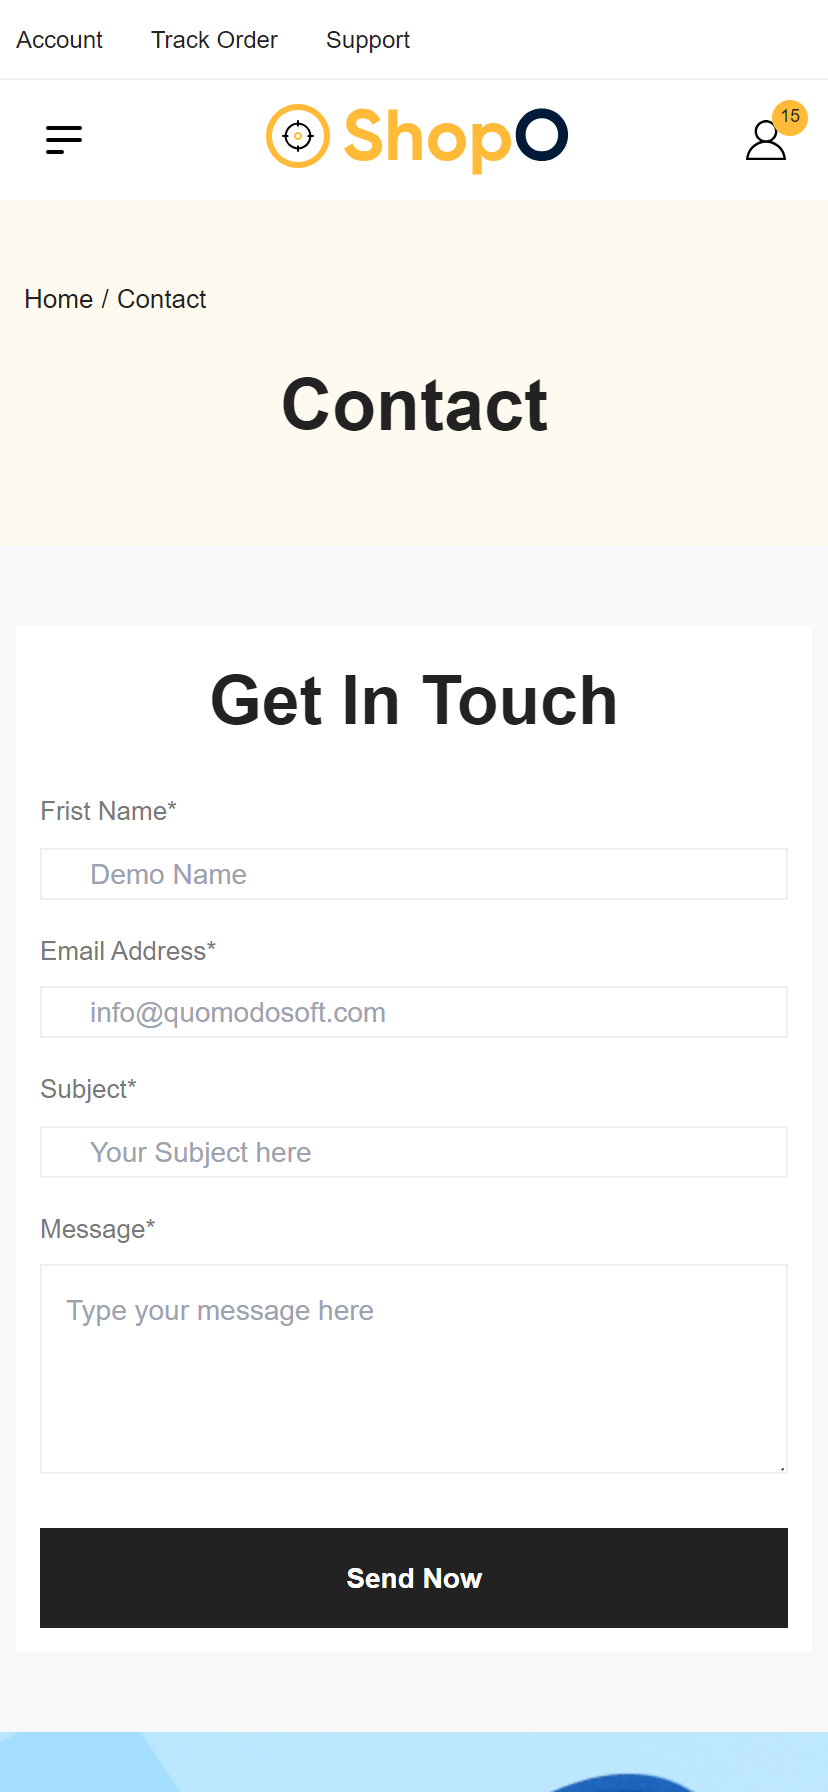 Account Track Order Support
ShopO
15
Home / Contact
Contact
Get In Touch
Frist Name*
Demo Name
Email Address*
info@quomodosoft.com
Subject*
Your Subject here
Message*
Type your message here
Send Now